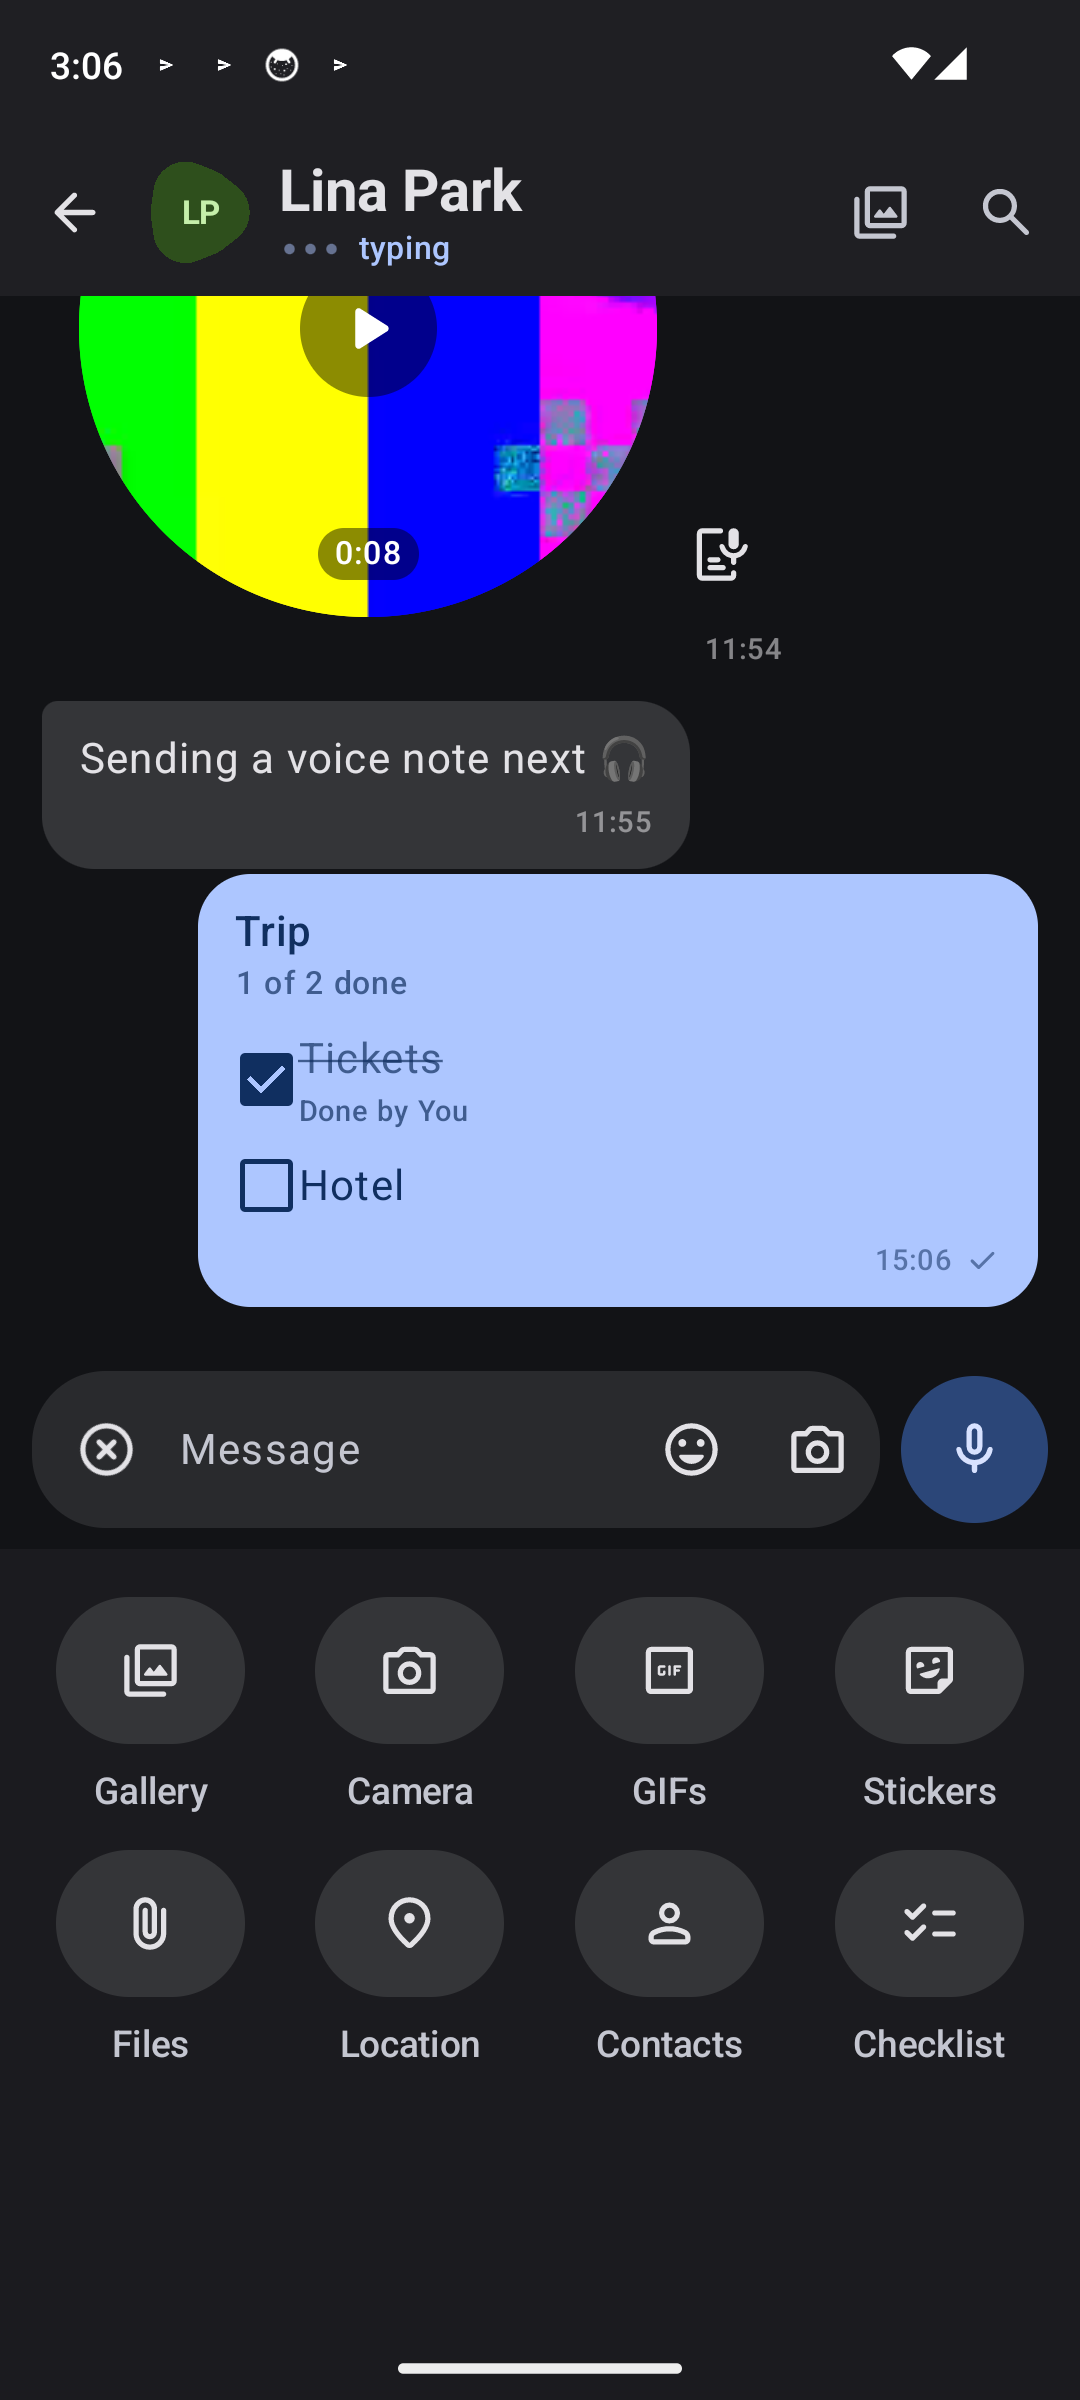 3:06
LP
Lina Park
typing
0:08
11:54
Sending a voice note next 🎧
11:55
Trip
1 of 2 done
Tickets
Done by You
Hotel
15:06
Message
GIF
Gallery
Camera
GIFs
Stickers
Files
Location
Contacts
Checklist